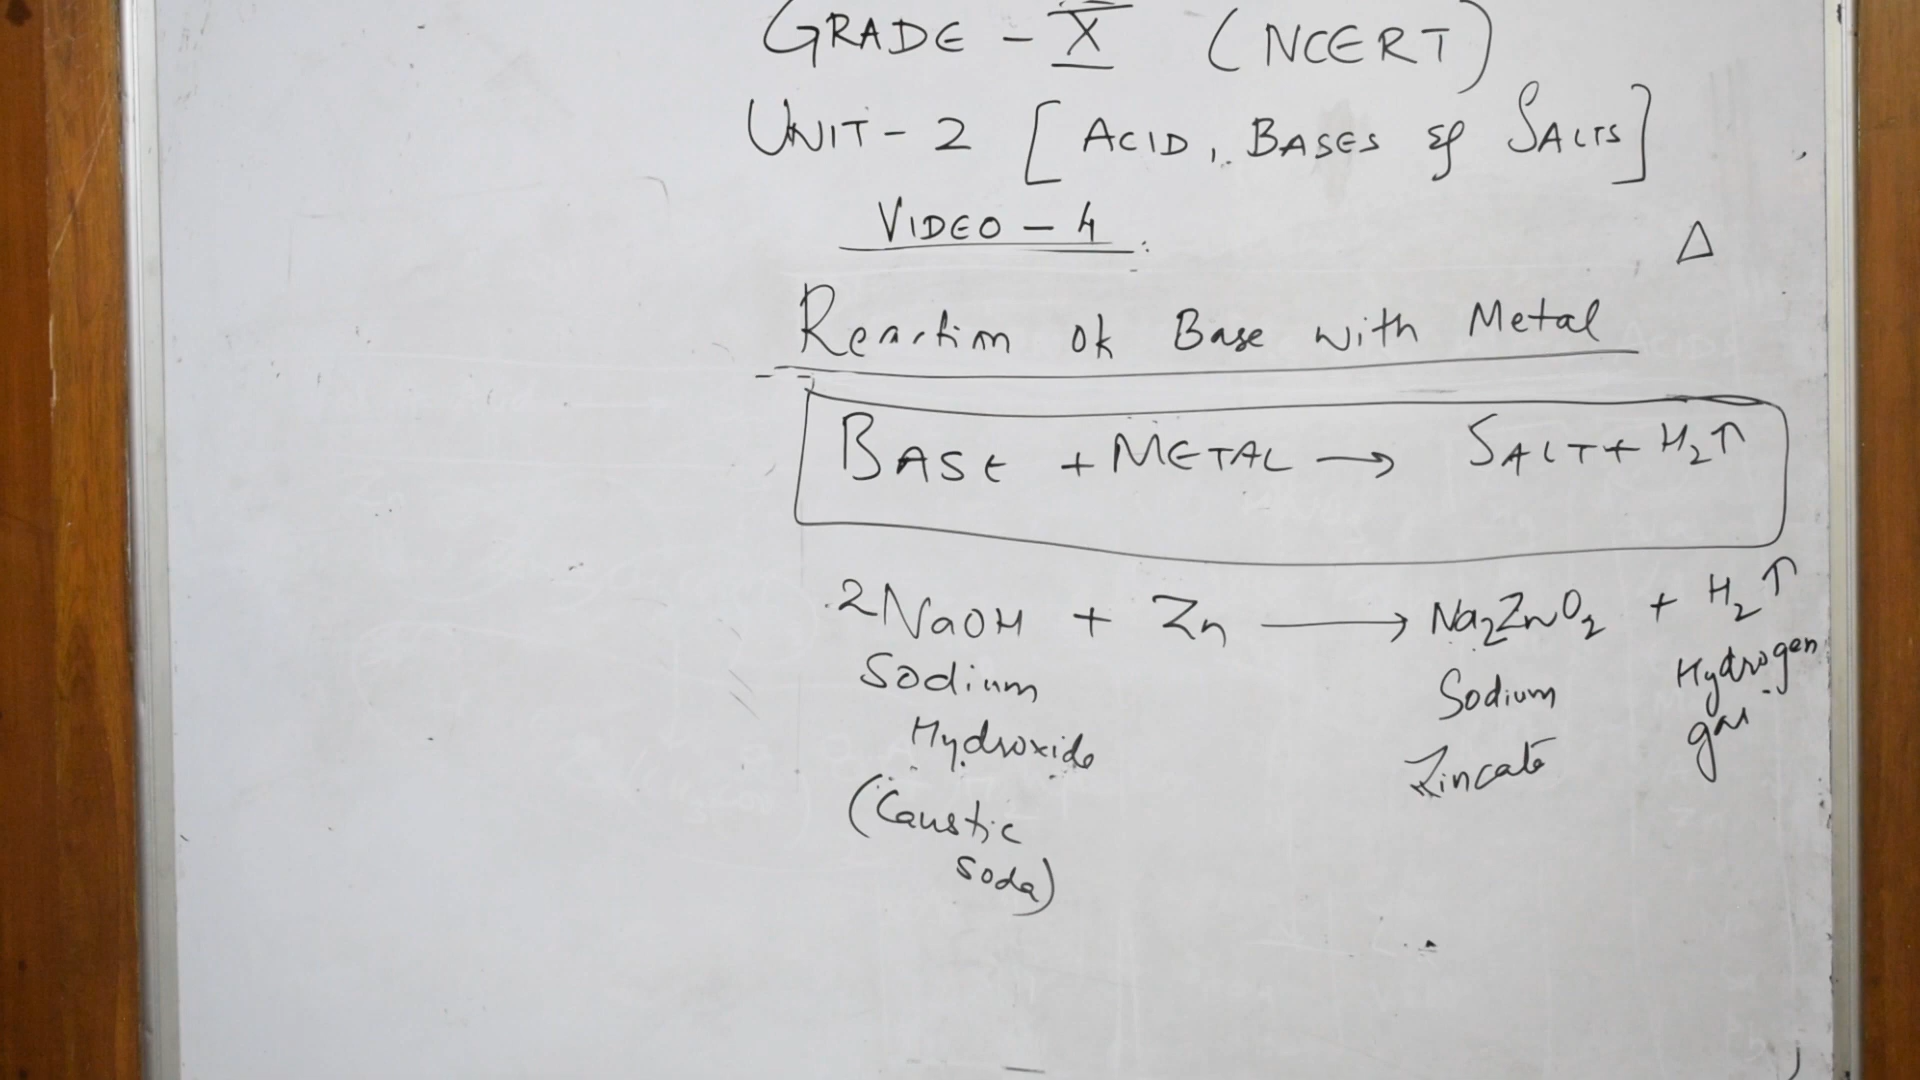 GRADE - X (NCERT)
UNIT - 2 [ACID, BASES & SALTS]
VIDEO - 4
Δ
Reaction of Base with Metal
BASE + METAL → SALT + H₂↑
2NaOH + Zn → Na₂ZnO₂ + H₂↑
Sodium Hydroxide (Caustic soda)
Sodium Zincate
Hydrogen gas